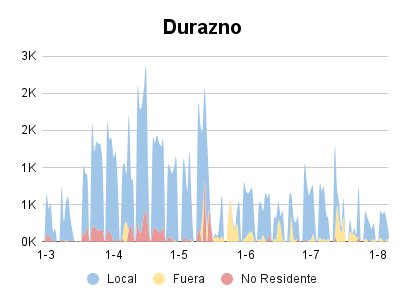 Durazno
3K
2K
2K
1K
1K
0K
1-3
1-4
1-5
1-6
1-7
1-8
Local
Fuera
No Residente